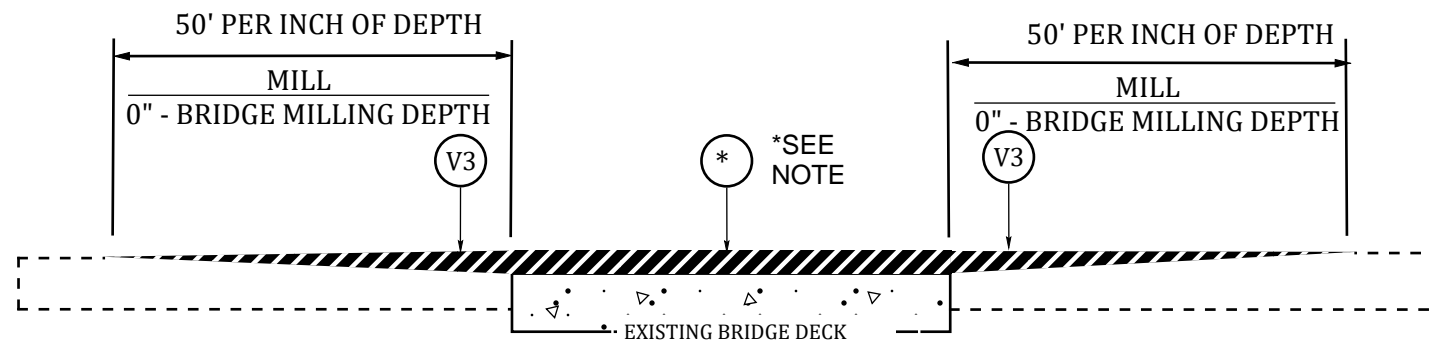 50' PER INCH OF DEPTH
MILL
0" - BRIDGE MILLING DEPTH
V3
*
*SEE
NOTE
50' PER INCH OF DEPTH
MILL
0" - BRIDGE MILLING DEPTH
V3
EXISTING BRIDGE DECK